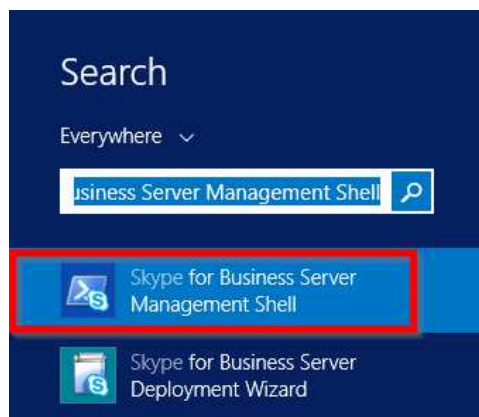 Search
Everywhere
usiness Server Management Shell
Skype for Business Server
Management Shell
Skype for Business Server
Deployment Wizard